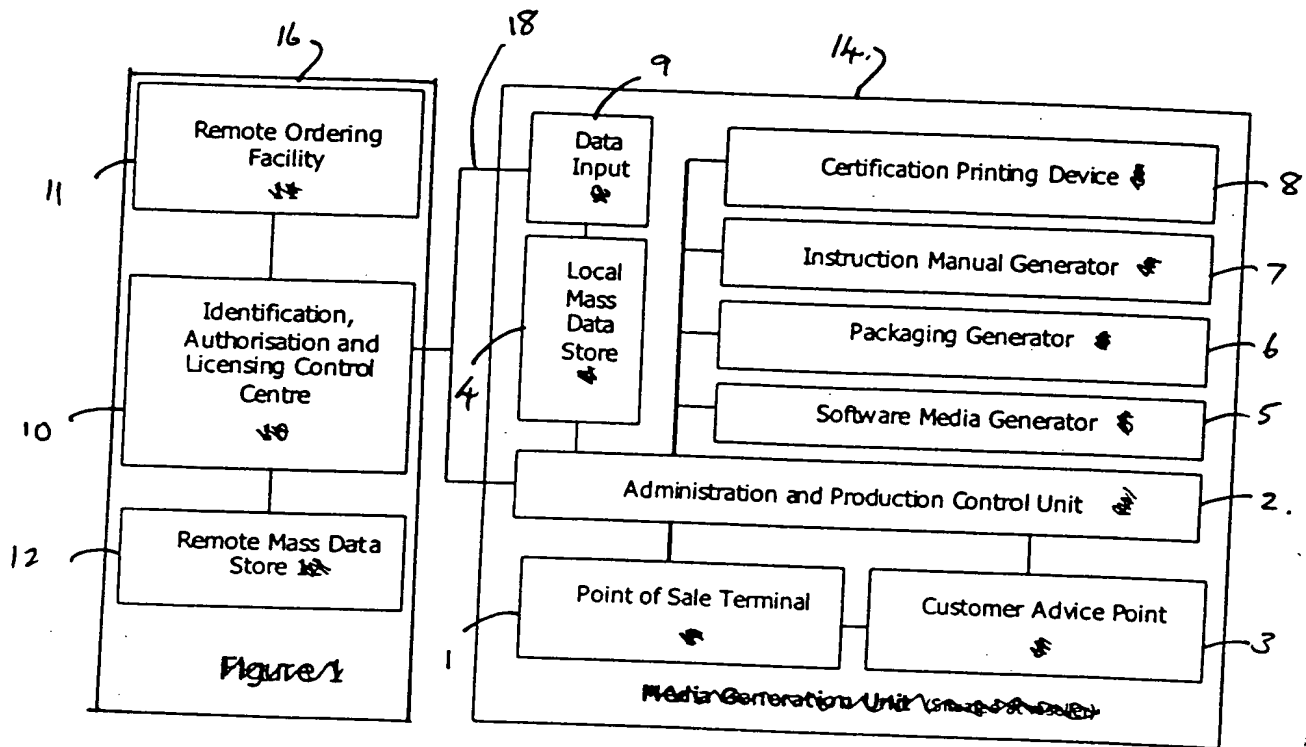 16
18
9
14.
Remote Ordering
Facility
11
Identification,
Authorisation and
Licensing Control
Centre
10
Remote Mass Data
Store 12
12
Figure 1
Data
Input
Local
Mass
Data
Store
4
Certification Printing Device
8
Instruction Manual Generator
7
Packaging Generator
6
Software Media Generator
5
Administration and Production Control Unit
2.
Point of Sale Terminal
1
Customer Advice Point
3
Media Generation Unit